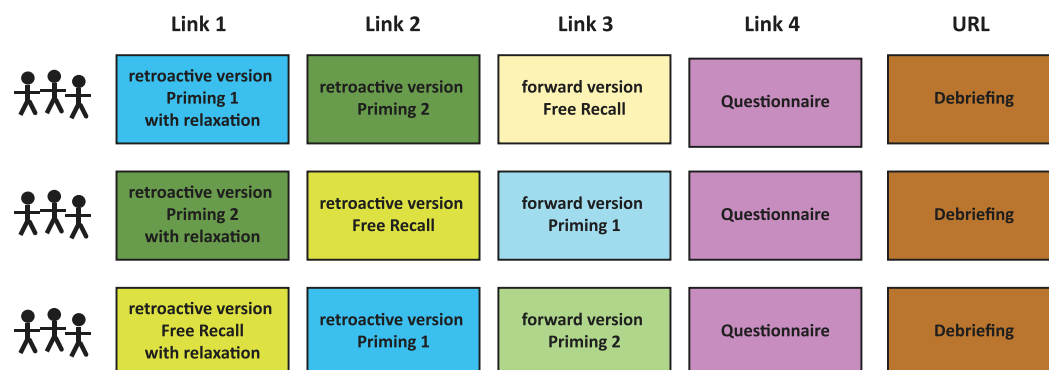 Link 1
Link 2
Link 3
Link 4
URL
retroactive version
Priming 1
with relaxation
retroactive version
Priming 2
forward version
Free Recall
Questionnaire
Debriefing
retroactive version
Priming 2
with relaxation
retroactive version
Free Recall
forward version
Priming 1
Questionnaire
Debriefing
retroactive version
Free Recall
with relaxation
retroactive version
Priming 1
forward version
Priming 2
Questionnaire
Debriefing